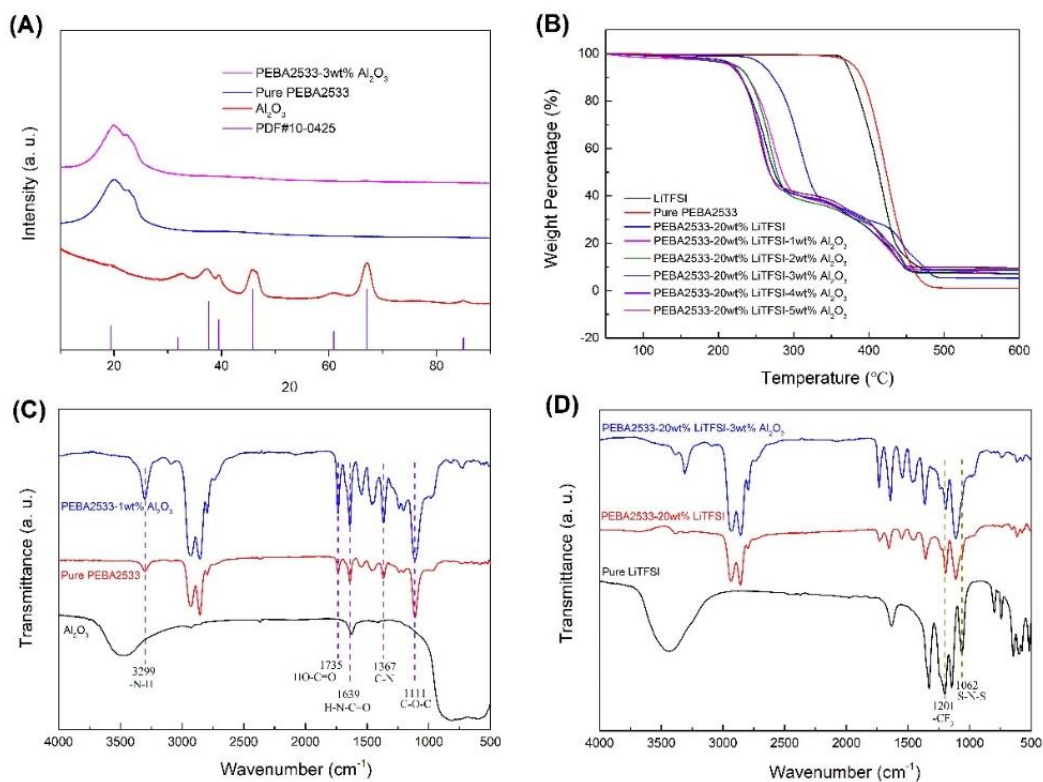 (A)
PEBA2533-3wt% Al₂O₃
Pure PEBA2533
Al₂O₃
PDF#10-0425
Intensity (a. u.)
20 40 60 80
20
(B)
Weight Percentage (%)
100
80
60
40
20
0
-20
LiTFSI
Pure PEBA2533
PEBA2533-20wt% LiTFSI
PEBA2533-20wt% LiTFSI-1wt% Al₂O₃
PEBA2533-20wt% LiTFSI-2wt% Al₂O₃
PEBA2533-20wt% LiTFSI-3wt% Al₂O₃
PEBA2533-20wt% LiTFSI-4wt% Al₂O₃
PEBA2533-20wt% LiTFSI-5wt% Al₂O₃
100 200 300 400 500 600
Temperature (℃)
(C)
Transmittance (a. u.)
PEBA2533-1wt% Al₂O₃
Pure PEBA2533
Al₂O₃
3299
-N-H
1735
HO-C=O
1639
H-N-C=O
1367
C-N
1111
C-O-C
4000 3500 3000 2500 2000 1500 1000 500
Wavenumber (cm⁻¹)
(D)
Transmittance (a. u.)
PEBA2533-20wt% LiTFSI-3wt% Al₂O₃
PEBA2533-20wt% LiTFSI
Pure LiTFSI
1201
-CF₃
1062
S-N-S
4000 3500 3000 2500 2000 1500 1000 500
Wavenumber (cm⁻¹)